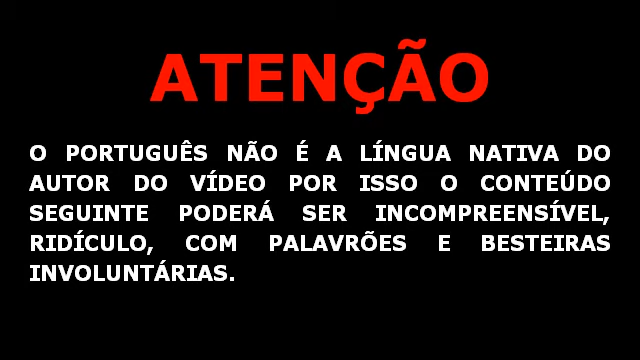 ATENÇÃO
O PORTUGUÊS NÃO É A LÍNGUA NATIVA DO
AUTOR DO VÍDEO POR ISSO O CONTEÚDO
SEGUINTE PODERÁ SER INCOMPREENSÍVEL,
RIDÍCULO, COM PALAVRÕES E BESTEIRAS
INVOLUNTÁRIAS.